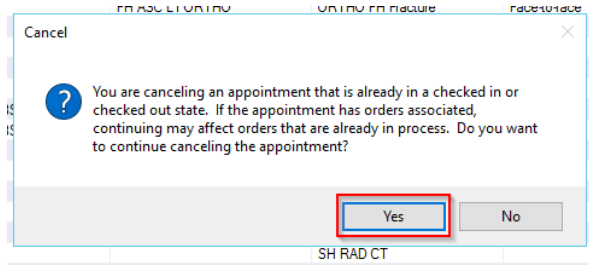 PH ASC LT ORTHO ORTHO PH Fracture Face-to-face
Cancel
You are canceling an appointment that is already in a checked in or
checked out state.  If the appointment has orders associated,
continuing may affect orders that are already in process.  Do you want
to continue canceling the appointment?
Yes No
SH RAD CT